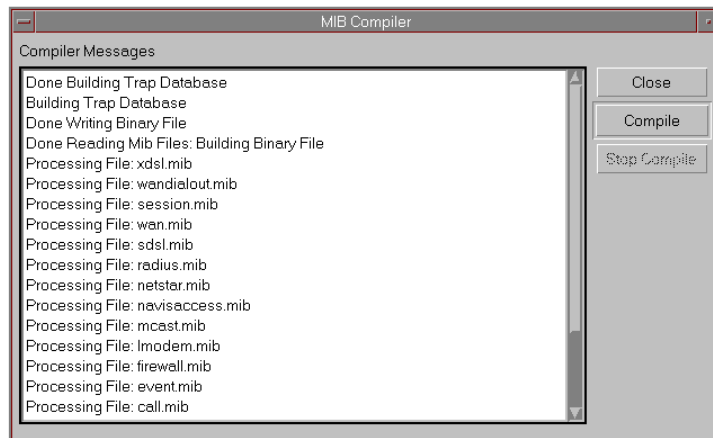 MIB Compiler
Compiler Messages
Done Building Trap Database
Building Trap Database
Done Writing Binary File
Done Reading Mib Files: Building Binary File
Processing File: xdsl.mib
Processing File: wandialout.mib
Processing File: session.mib
Processing File: wan.mib
Processing File: sdsl.mib
Processing File: radius.mib
Processing File: netstar.mib
Processing File: navisaccess.mib
Processing File: mcast.mib
Processing File: lmodem.mib
Processing File: firewall.mib
Processing File: event.mib
Processing File: call.mib
Close
Compile
Stop Compile